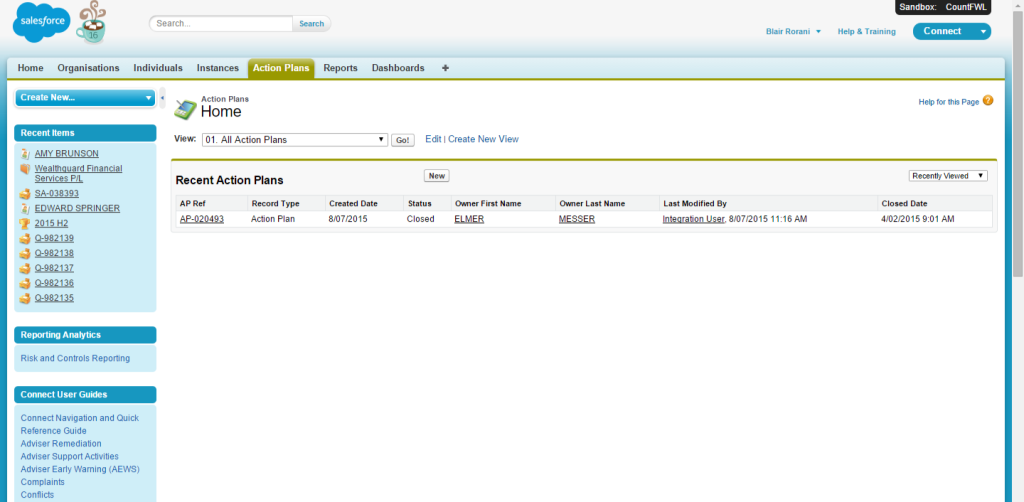 Sandbox: CountFWL
salesforce
16
Search...
Search
Blair Rorani
Help & Training
Connect
Home
Organisations
Individuals
Instances
Action Plans
Reports
Dashboards
+
Create New...
Recent Items
AMY BRUNSON
Wealthguard Financial
Services P/L
SA-038393
EDWARD SPRINGER
2015 H2
Q-982139
Q-982138
Q-982137
Q-982136
Q-982135
Reporting Analytics
Risk and Controls Reporting
Connect User Guides
Connect Navigation and Quick
Reference Guide
Adviser Remediation
Adviser Support Activities
Adviser Early Warning (AEWS)
Complaints
Conflicts
Action Plans
Home
Help for this Page ?
View: 01. All Action Plans Go! Edit | Create New View
Recent Action Plans New Recently Viewed
AP Ref Record Type Created Date Status Owner First Name Owner Last Name Last Modified By Closed Date
AP-020493 Action Plan 8/07/2015 Closed ELMER MESSER Integration User, 8/07/2015 11:16 AM 4/02/2015 9:01 AM